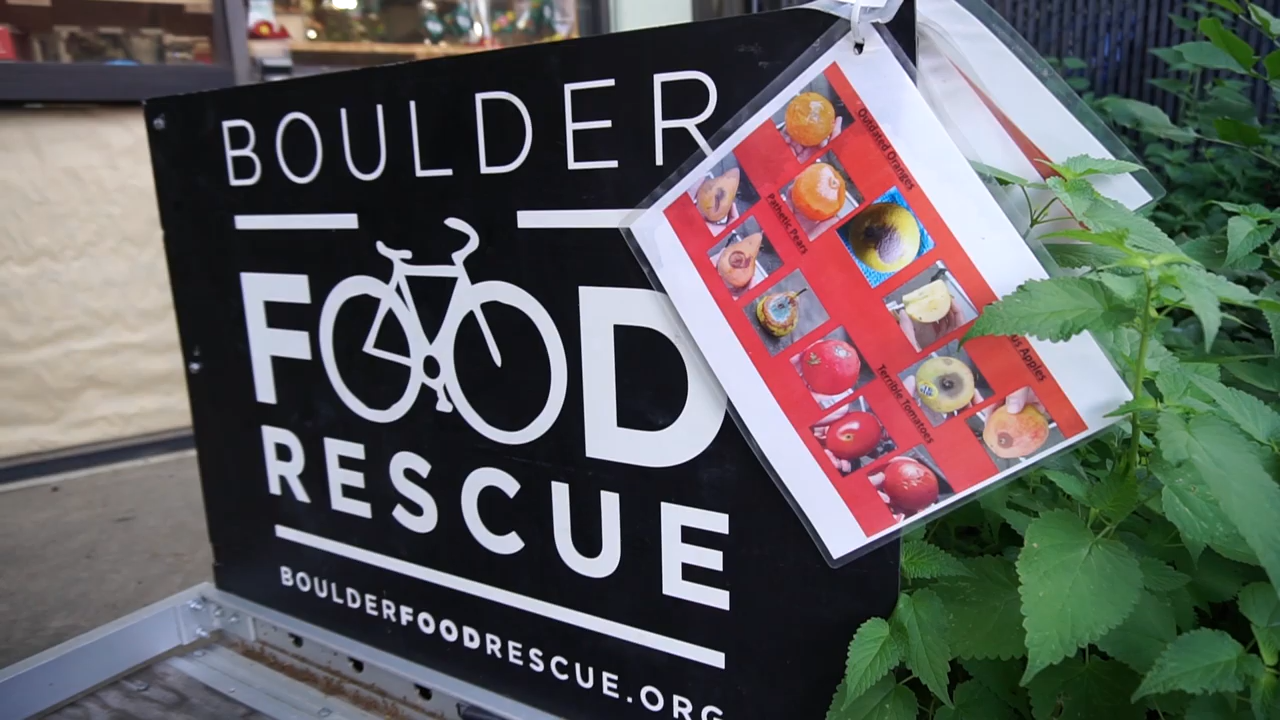 BOULDER
FOOD
RESCUE
BOULDERFOODRESCUE.ORG
Outdated Oranges
Pathetic Pears
Apples
Terrible Tomatoes